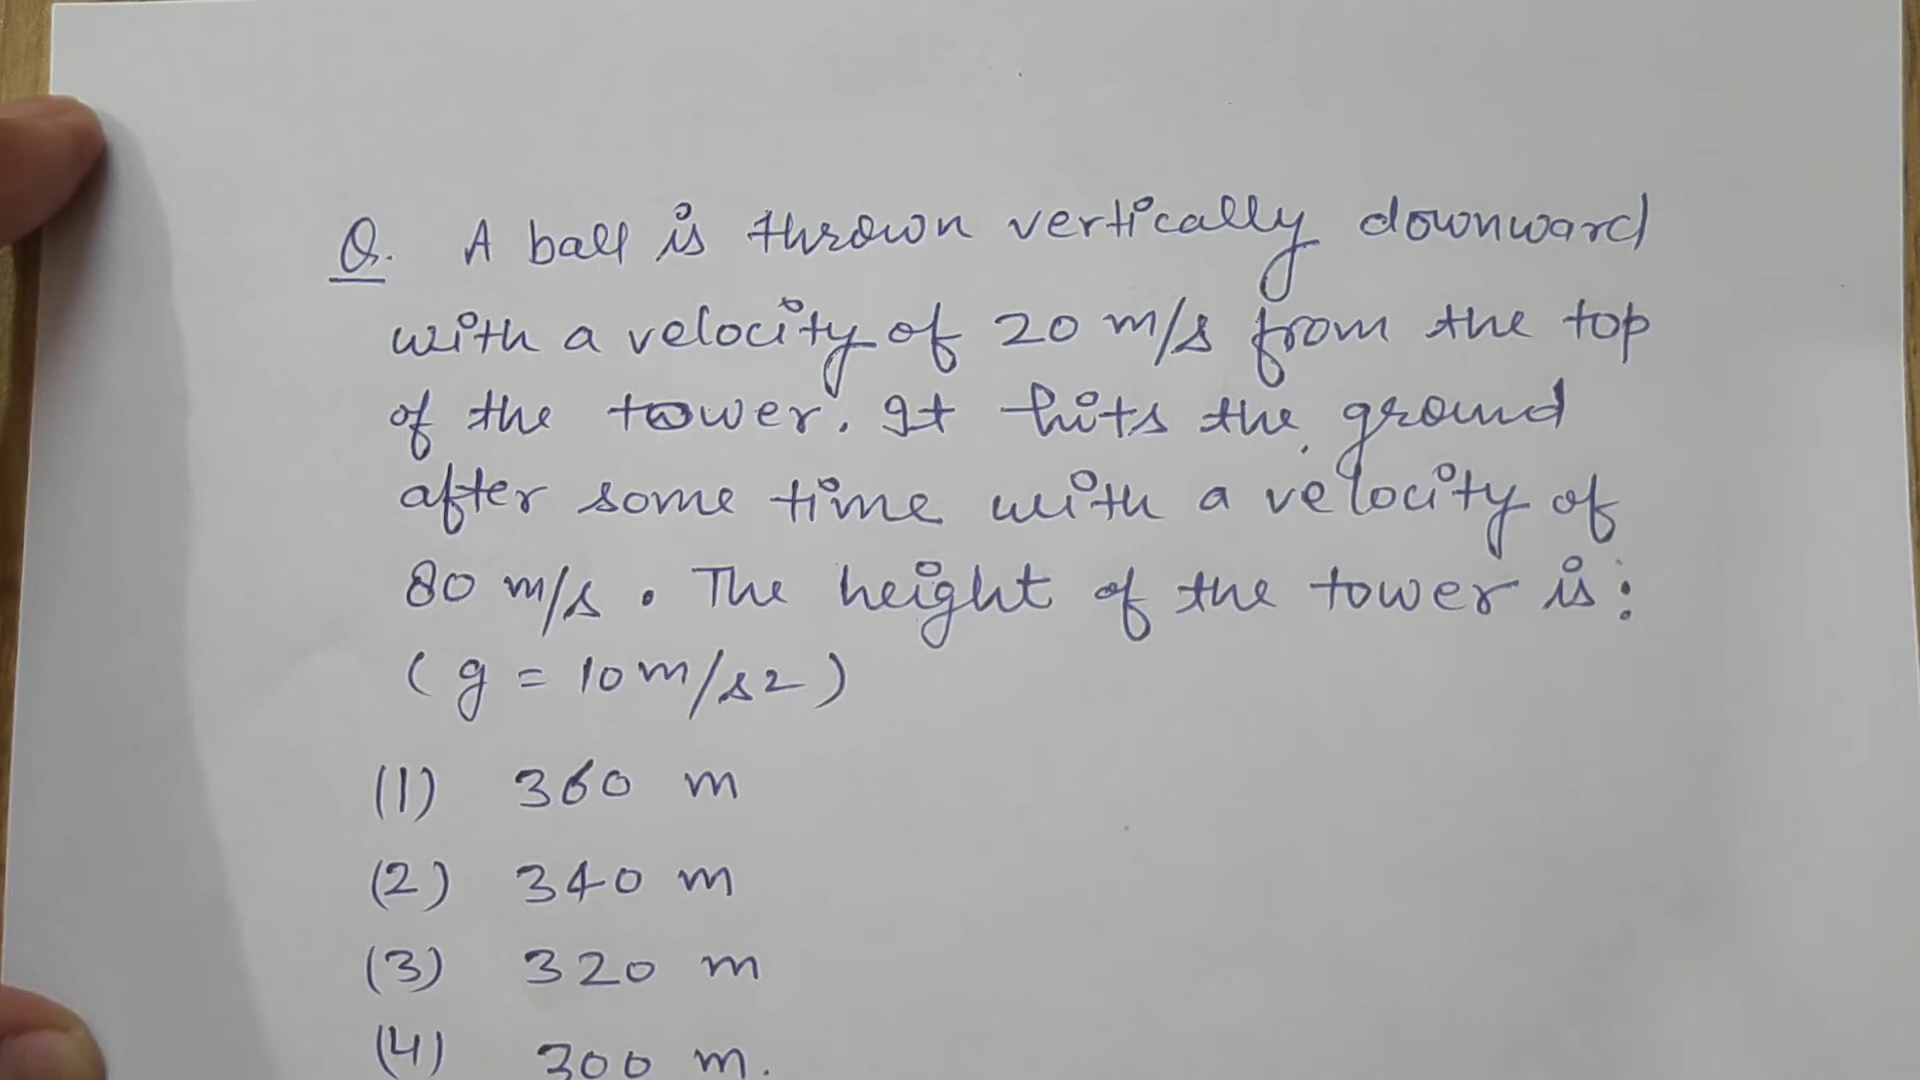 Q. A ball is thrown vertically downward
with a velocity of 20 m/s from the top
of the tower. It hits the ground
after some time with a velocity of
80 m/s. The height of the tower is:
(g = 10 m/s2)
(1) 360 m
(2) 340 m
(3) 320 m
(4) 300 m.